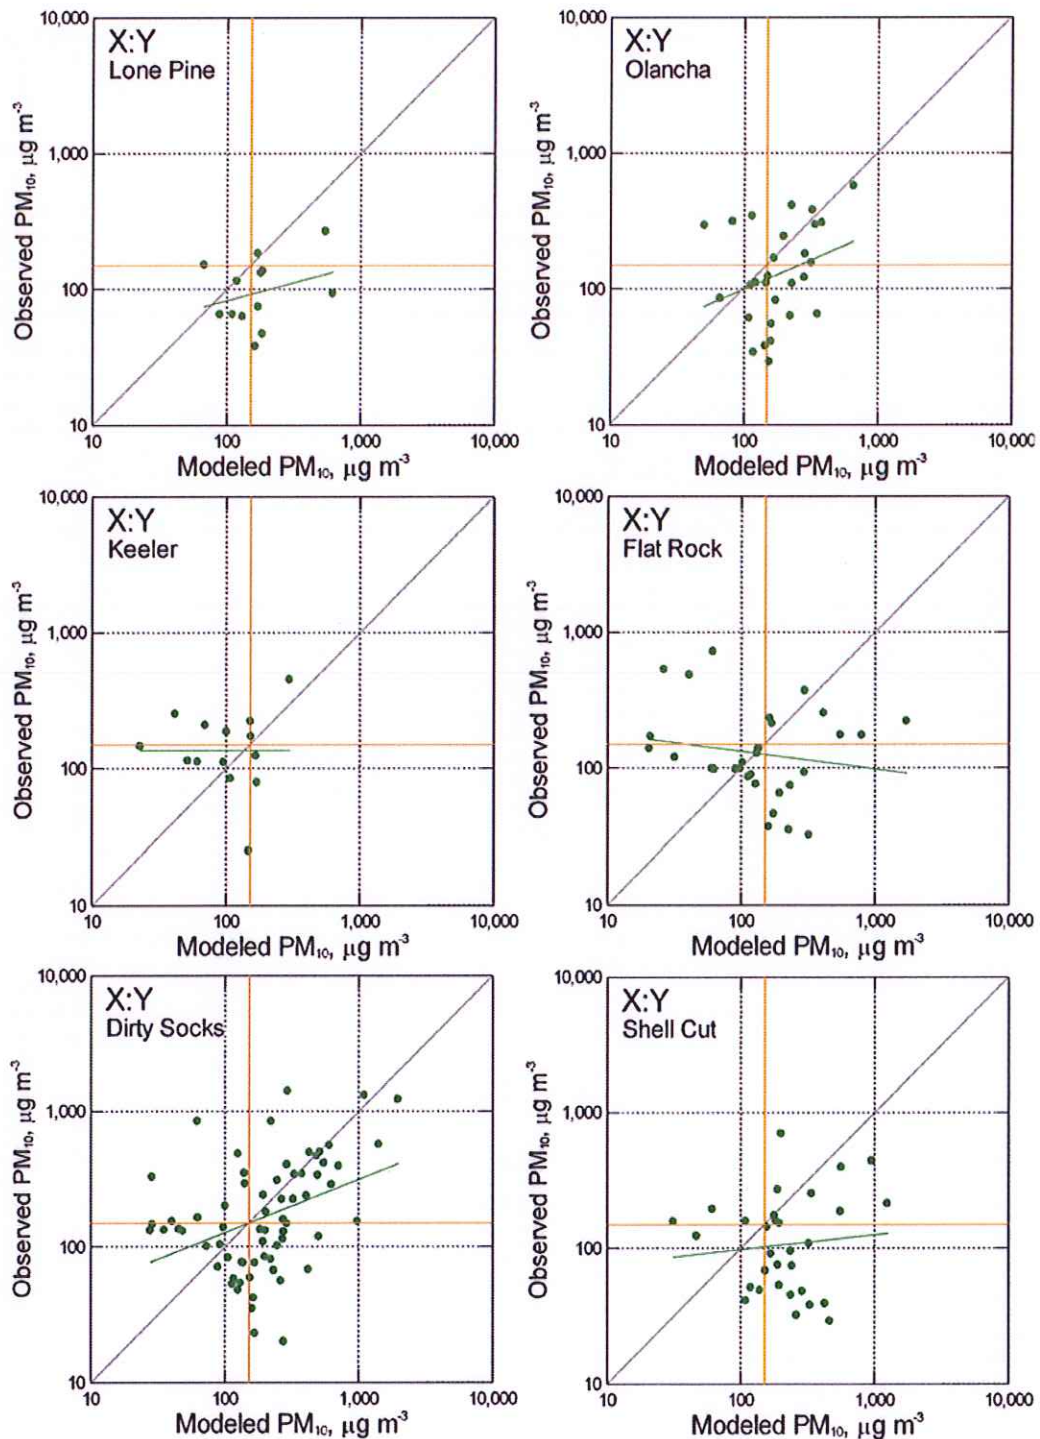 X:Y
Lone Pine
10,000
1,000
100
10
Observed PM₁₀, µg m⁻³
10 100 1,000 10,000
Modeled PM₁₀, µg m⁻³
X:Y
Olancha
10,000
1,000
100
10
Observed PM₁₀, µg m⁻³
10 100 1,000 10,000
Modeled PM₁₀, µg m⁻³
X:Y
Keeler
10,000
1,000
100
10
Observed PM₁₀, µg m⁻³
10 100 1,000 10,000
Modeled PM₁₀, µg m⁻³
X:Y
Flat Rock
10,000
1,000
100
10
Observed PM₁₀, µg m⁻³
10 100 1,000 10,000
Modeled PM₁₀, µg m⁻³
X:Y
Dirty Socks
10,000
1,000
100
10
Observed PM₁₀, µg m⁻³
10 100 1,000 10,000
Modeled PM₁₀, µg m⁻³
X:Y
Shell Cut
10,000
1,000
100
10
Observed PM₁₀, µg m⁻³
10 100 1,000 10,000
Modeled PM₁₀, µg m⁻³